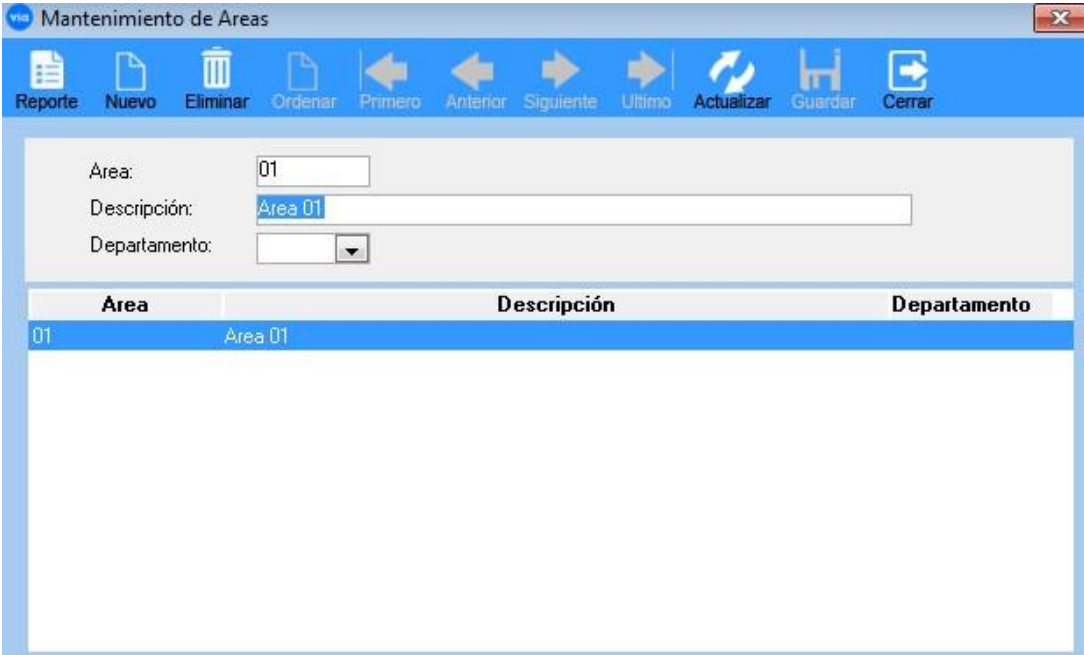 via Mantenimiento de Areas
Reporte Nuevo Eliminar Ordenar Primero Anterior Siguiente Ultimo Actualizar Guardar Cerrar
Area: 01
Descripción: Area 01
Departamento:
Area Descripción Departamento
01 Area 01